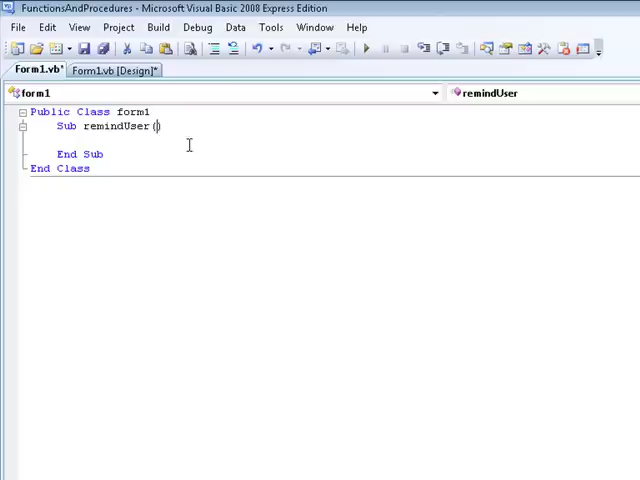 FunctionsAndProcedures - Microsoft Visual Basic 2008 Express Edition
File Edit View Project Build Debug Data Tools Window Help
Form1.vb* Form1.vb [Design]*
form1 remindUser
Public Class form1
Sub remindUser()
End Sub
End Class